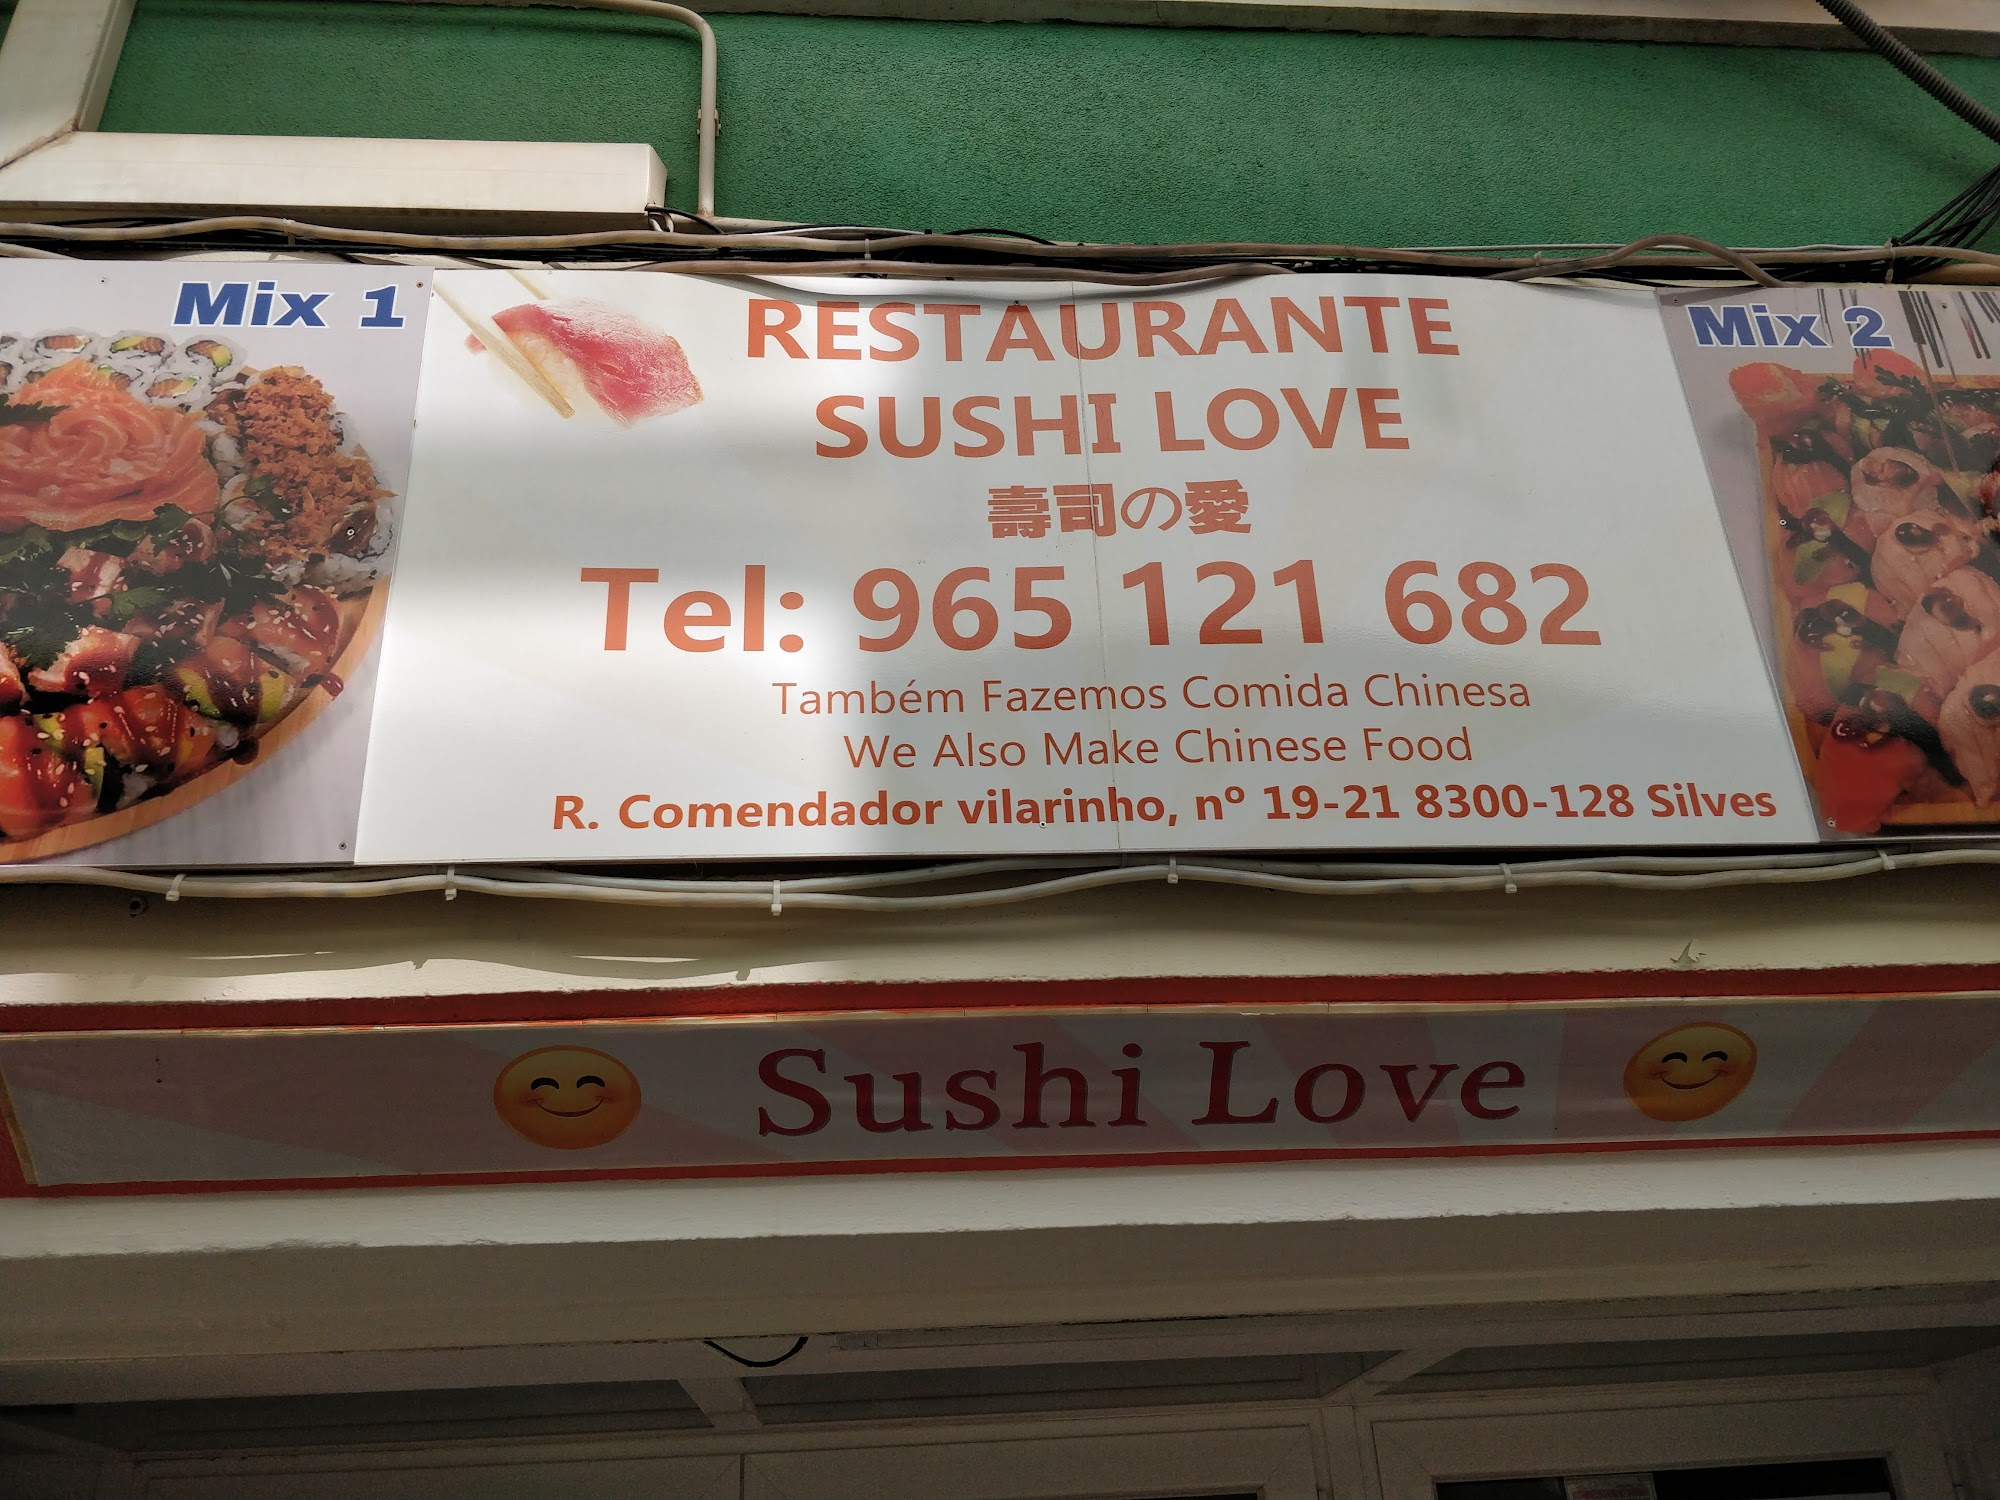 Mix 1
RESTAURANTE
SUSHI LOVE
壽司の愛
Tel: 965 121 682
Também Fazemos Comida Chinesa
We Also Make Chinese Food
R. Comendador vilarinho, nº 19-21 8300-128 Silves
Mix 2
Sushi Love